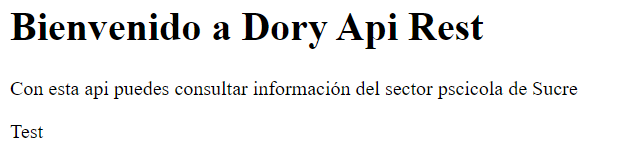 Bienvenido a Dory Api Rest
Con esta api puedes consultar información del sector pscicola de Sucre
Test